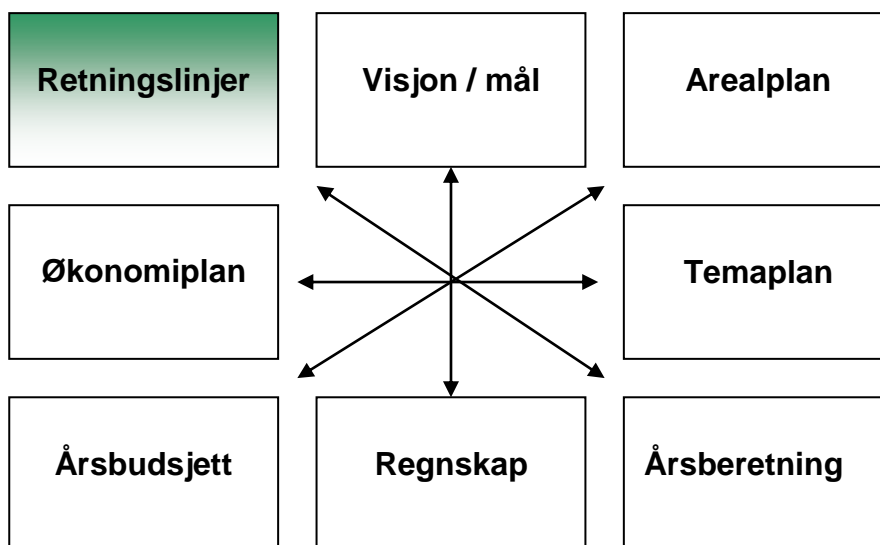 Retningslinjer
Visjon / mål
Arealplan
Økonomiplan
Temaplan
Årsbudsjett
Regnskap
Årsberetning